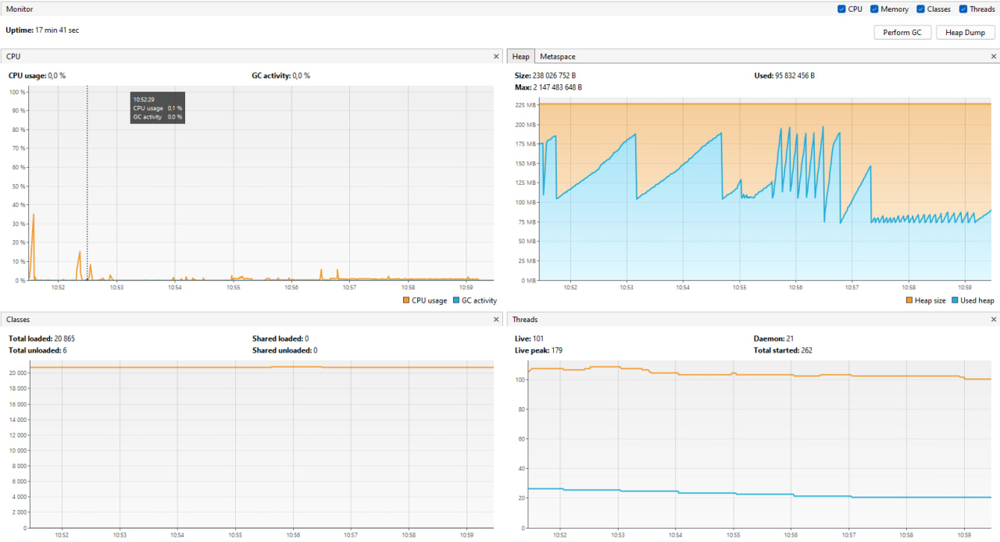 Monitor
CPU Memory Classes Threads
Uptime: 17 min 41 sec
Perform GC Heap Dump
CPU
CPU usage: 0,0 % GC activity: 0,0 %
100 %
90 %
80 %
70 %
60 %
50 %
40 %
30 %
20 %
10 %
0 %
10:52:29
CPU usage 0,1 %
GC activity 0,0 %
10:52 10:53 10:54 10:55 10:56 10:57 10:58 10:59
CPU usage GC activity
Heap Metaspace
Size: 238 026 752 B Used: 95 832 456 B
Max: 2 147 483 648 B
225 MB
200 MB
175 MB
150 MB
125 MB
100 MB
75 MB
50 MB
25 MB
0 MB
10:52 10:53 10:54 10:55 10:56 10:57 10:58 10:59
Heap size Used heap
Classes
Total loaded: 20 865 Shared loaded: 0
Total unloaded: 6 Shared unloaded: 0
20 000
18 000
16 000
14 000
12 000
10 000
8 000
6 000
4 000
2 000
0
10:52 10:53 10:54 10:55 10:56 10:57 10:58 10:59
Threads
Live: 101 Daemon: 21
Live peak: 179 Total started: 262
100
80
60
40
20
0
10:52 10:53 10:54 10:55 10:56 10:57 10:58 10:59